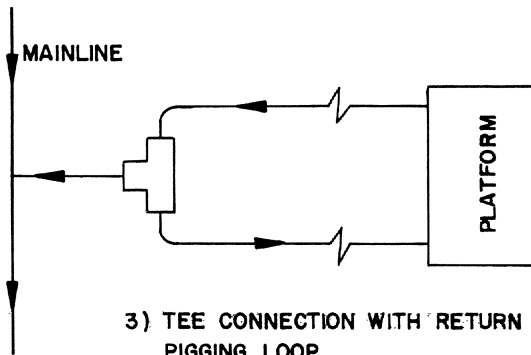 MAINLINE
PLATFORM
3) TEE CONNECTION WITH RETURN
PIGGING LOOP